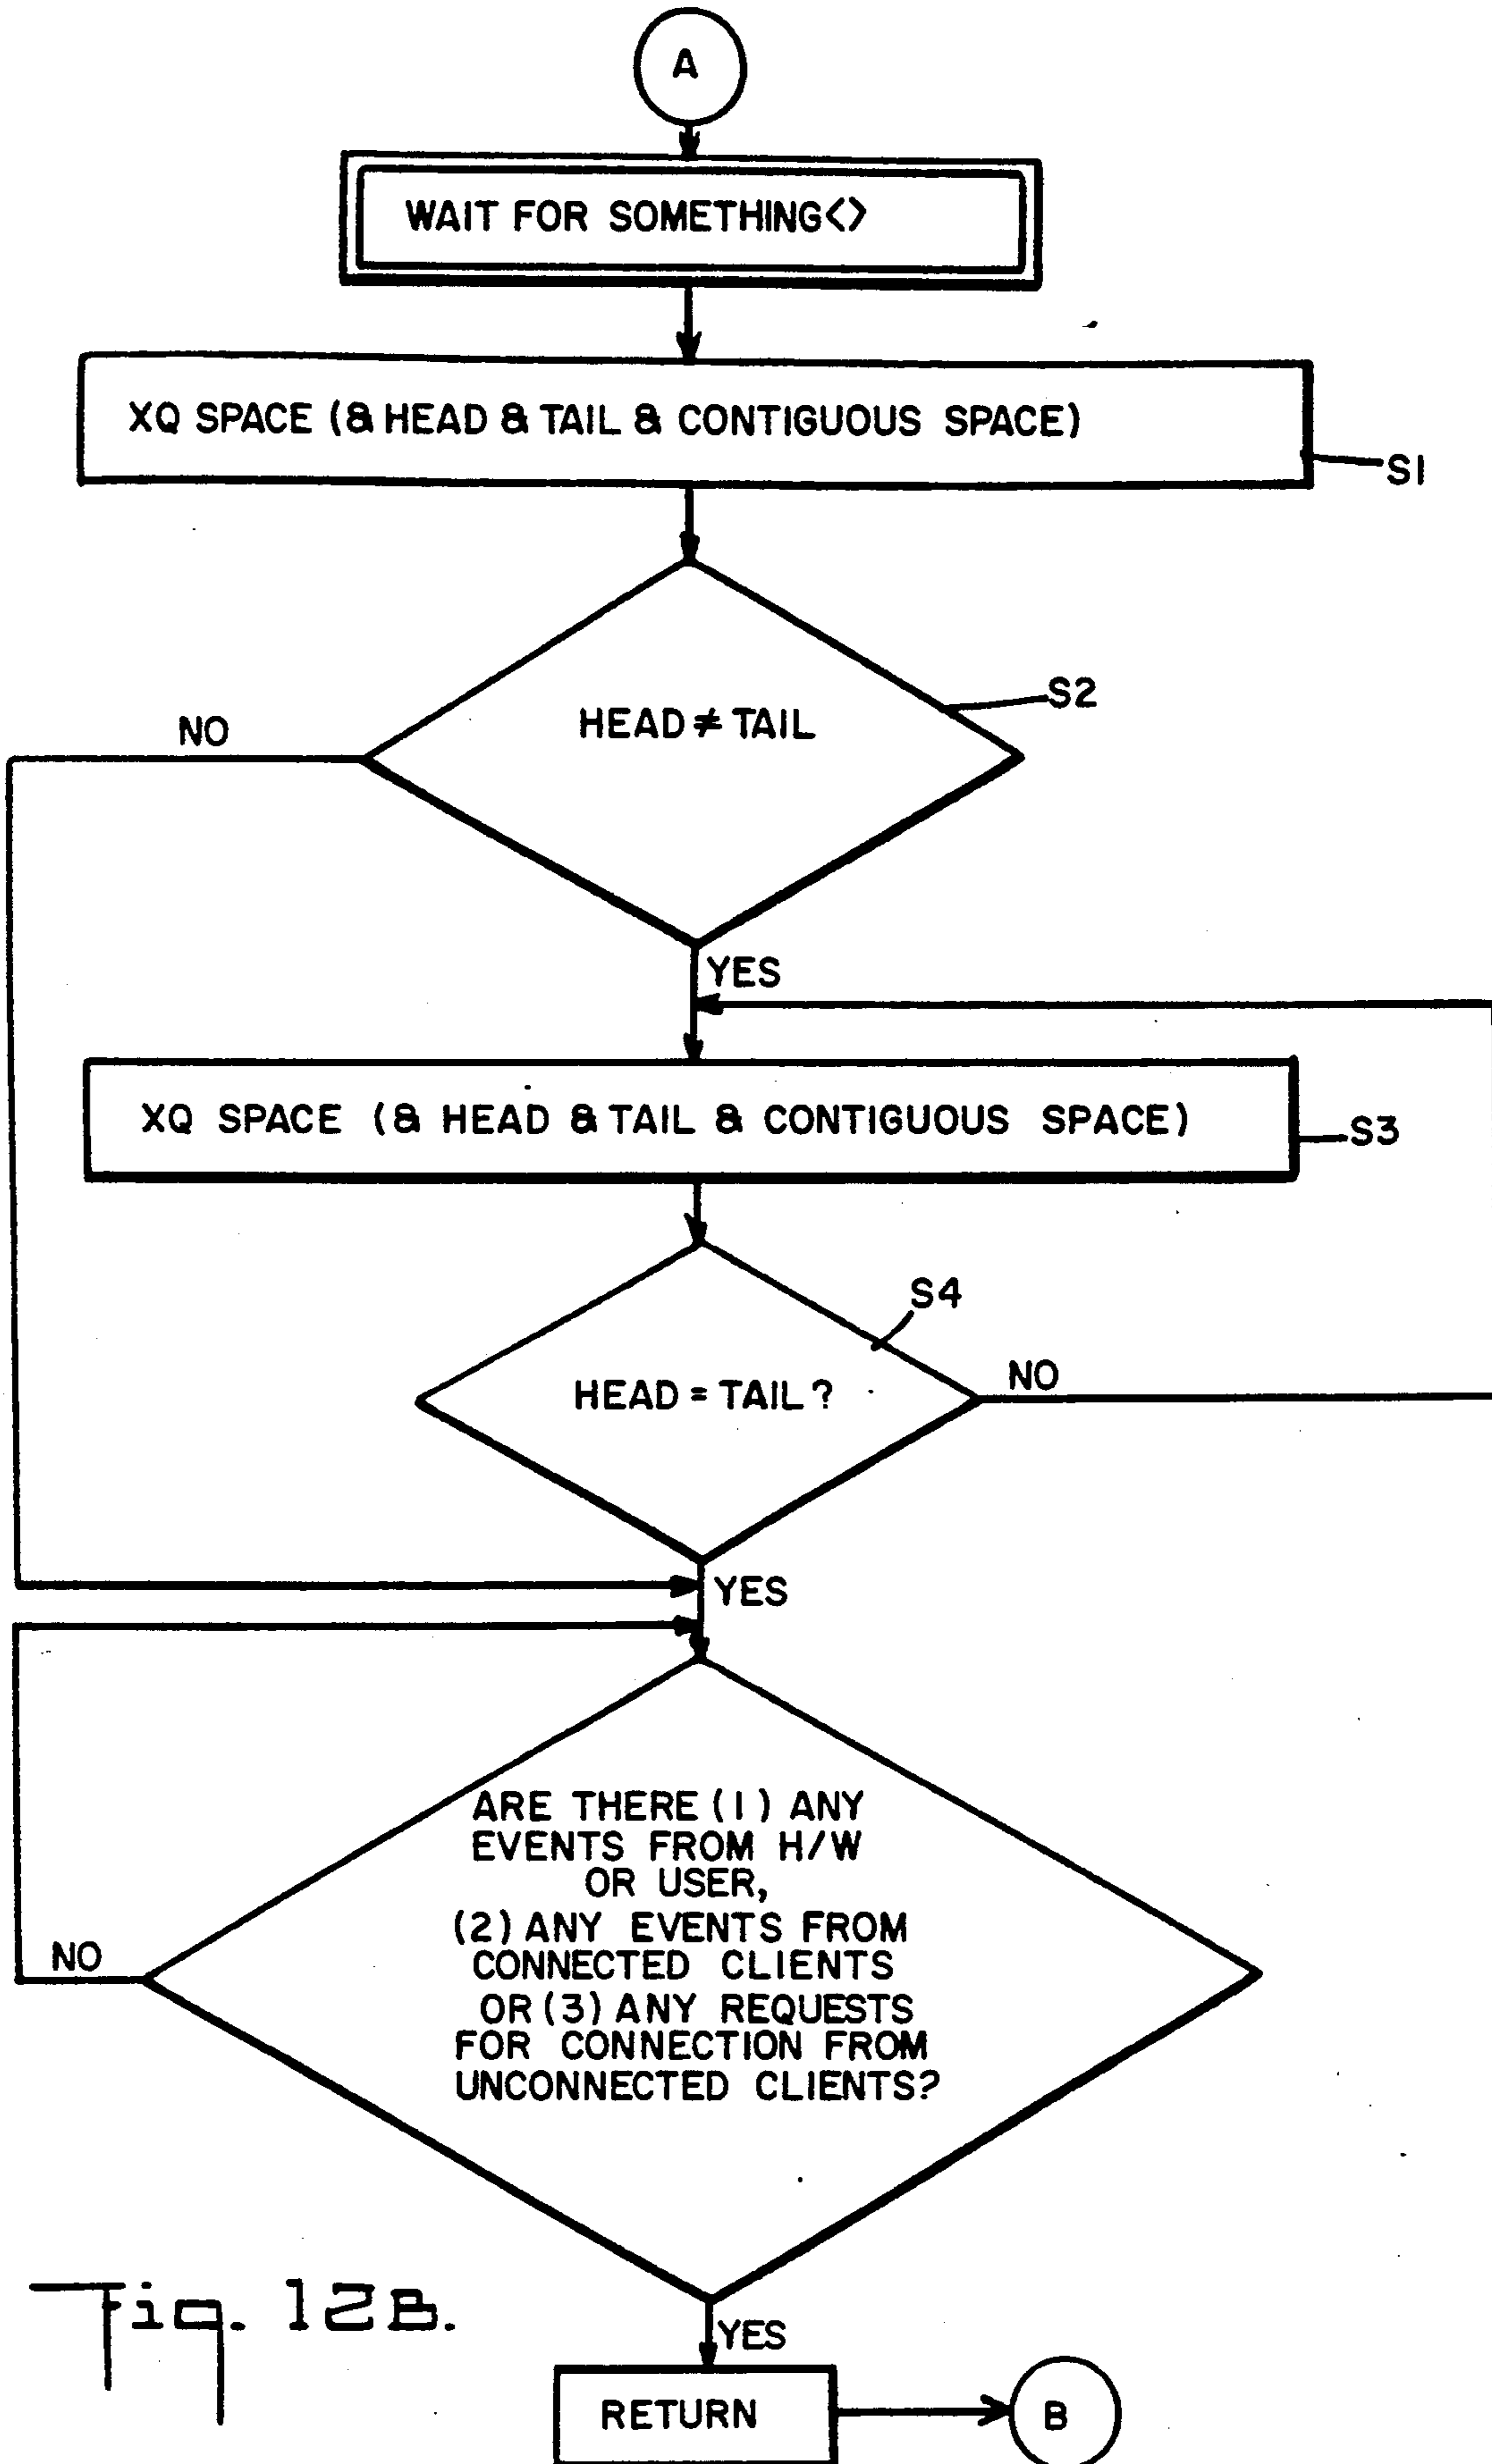 A
WAIT FOR SOMETHING<>
XQ SPACE (& HEAD & TAIL & CONTIGUOUS SPACE)
S1
HEAD ≠ TAIL
S2
NO
YES
XQ SPACE (& HEAD & TAIL & CONTIGUOUS SPACE)
S3
HEAD = TAIL?
S4
NO
YES
ARE THERE (1) ANY
EVENTS FROM H/W
OR USER,
(2) ANY EVENTS FROM
CONNECTED CLIENTS
OR (3) ANY REQUESTS
FOR CONNECTION FROM
UNCONNECTED CLIENTS?
NO
YES
RETURN
B
Fig. 12B.